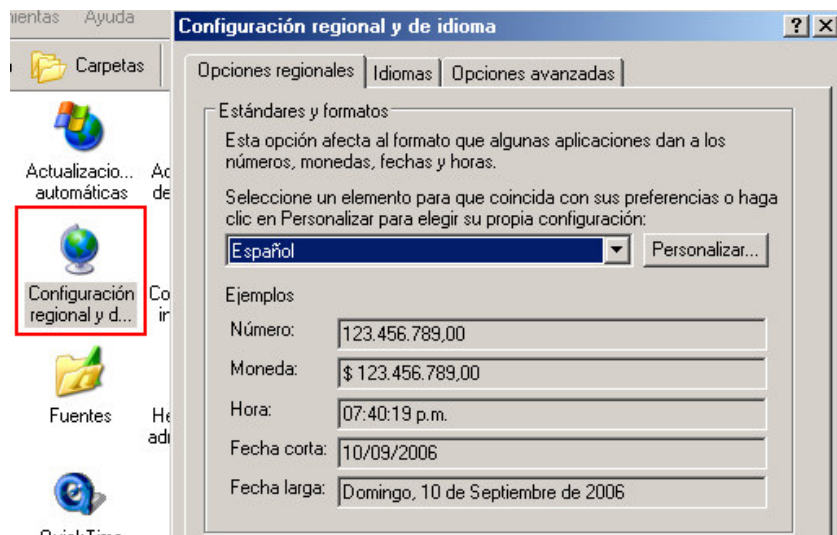 Ayuda
Carpetas
Actualizacio...
automáticas
Configuración
regional y d...
Fuentes
Configuración regional y de idioma
Opciones regionales
Idiomas
Opciones avanzadas
Estándares y formatos
Esta opción afecta al formato que algunas aplicaciones dan a los
números, monedas, fechas y horas.
Seleccione un elemento para que coincida con sus preferencias o haga
clic en Personalizar para elegir su propia configuración:
Español
Personalizar...
Ejemplos
Número: 123.456.789,00
Moneda: $ 123.456.789,00
Hora: 07:40:19 p.m.
Fecha corta: 10/09/2006
Fecha larga: Domingo, 10 de Septiembre de 2006